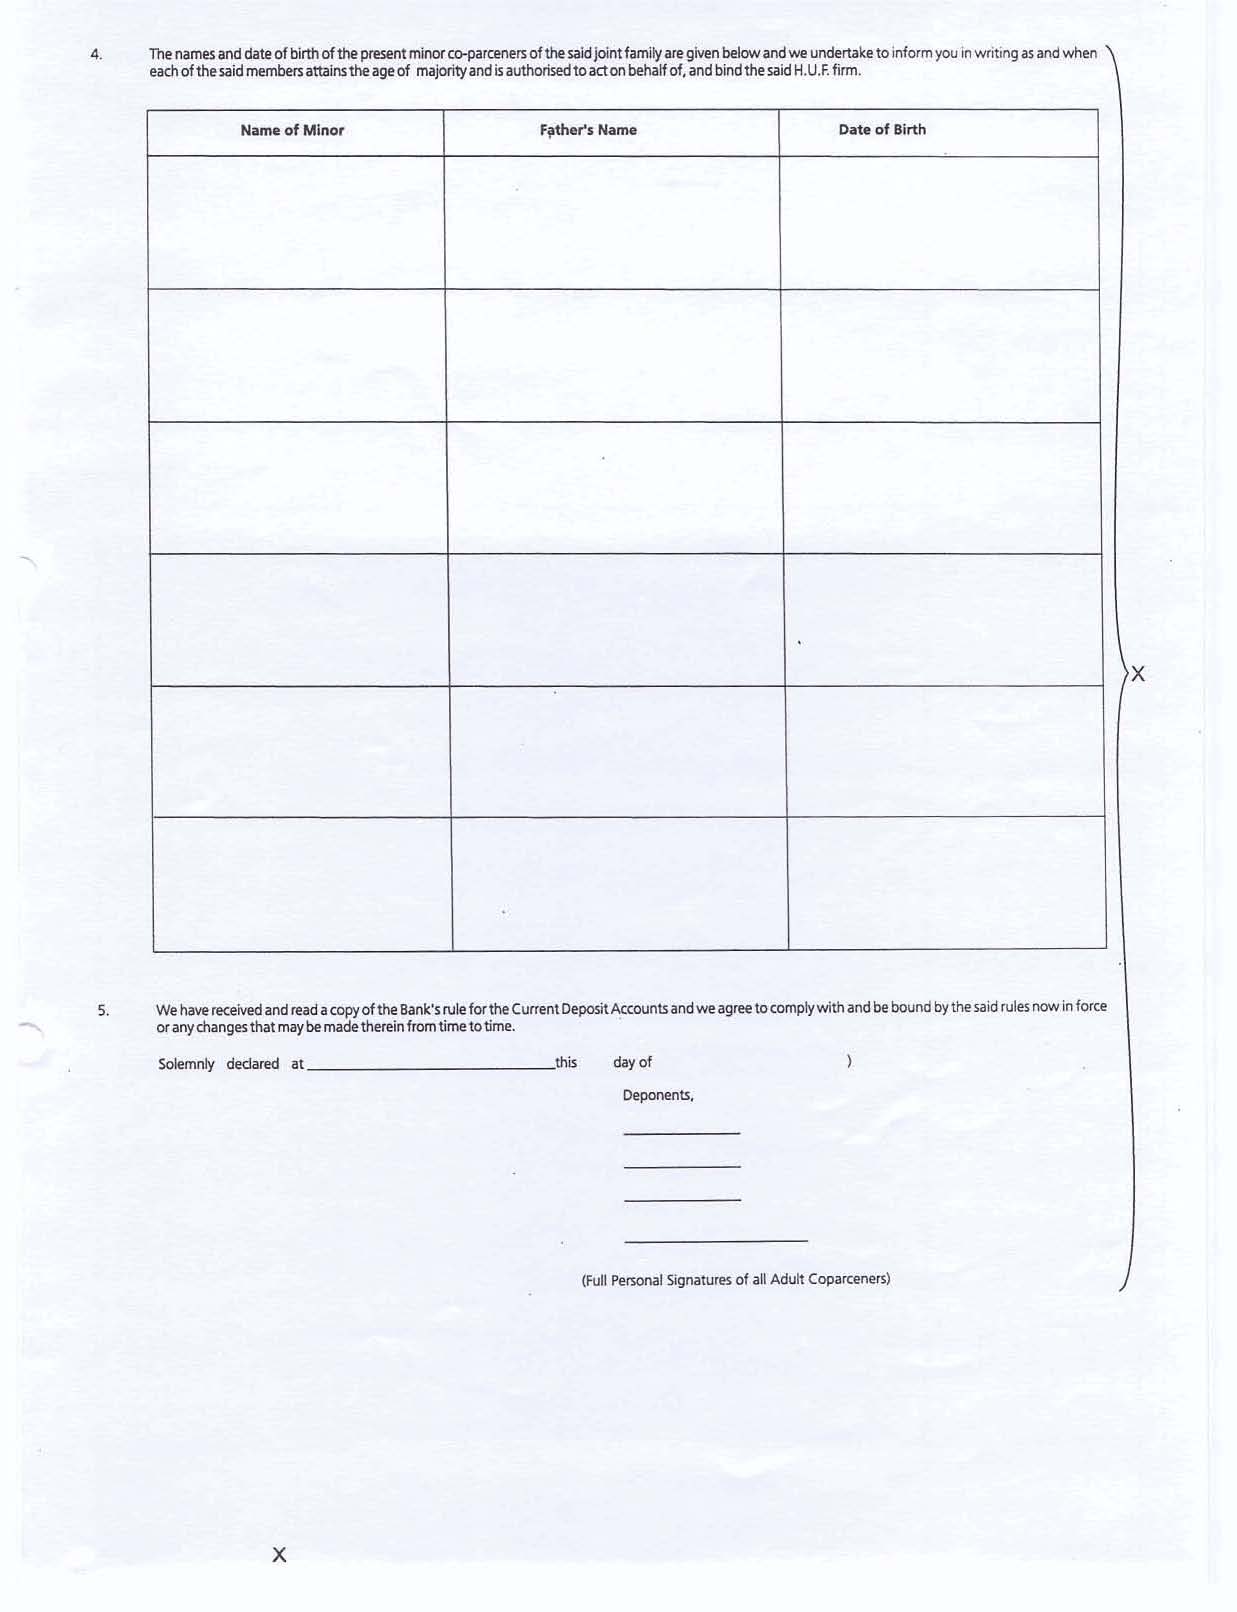 4. The names and date of birth of the present minor co-parceners of the said joint family are given below and we undertake to inform you in writing as and when
each of the said members attains the age of majority and is authorised to act on behalf of, and bind the said H.U.F. firm.
Name of Minor Father's Name Date of Birth
X
5. We have received and read a copy of the Bank's rule for the Current Deposit Accounts and we agree to comply with and be bound by the said rules now in force
or any changes that may be made therein from time to time.
Solemnly declared at this day of )
Deponents,
(Full Personal Signatures of all Adult Coparceners)
X